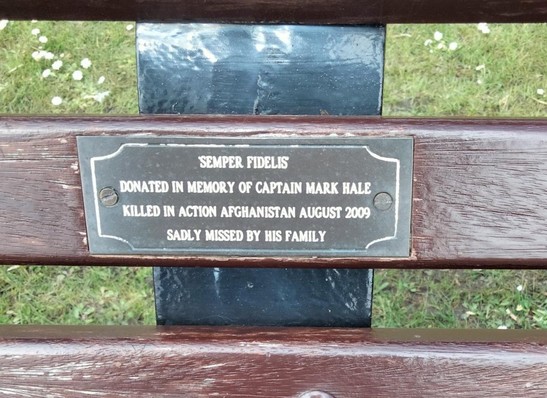 'SEMPER FIDELIS'
DONATED IN MEMORY OF CAPTAIN MARK HALE
KILLED IN ACTION AFGHANISTAN AUGUST 2009
SADLY MISSED BY HIS FAMILY